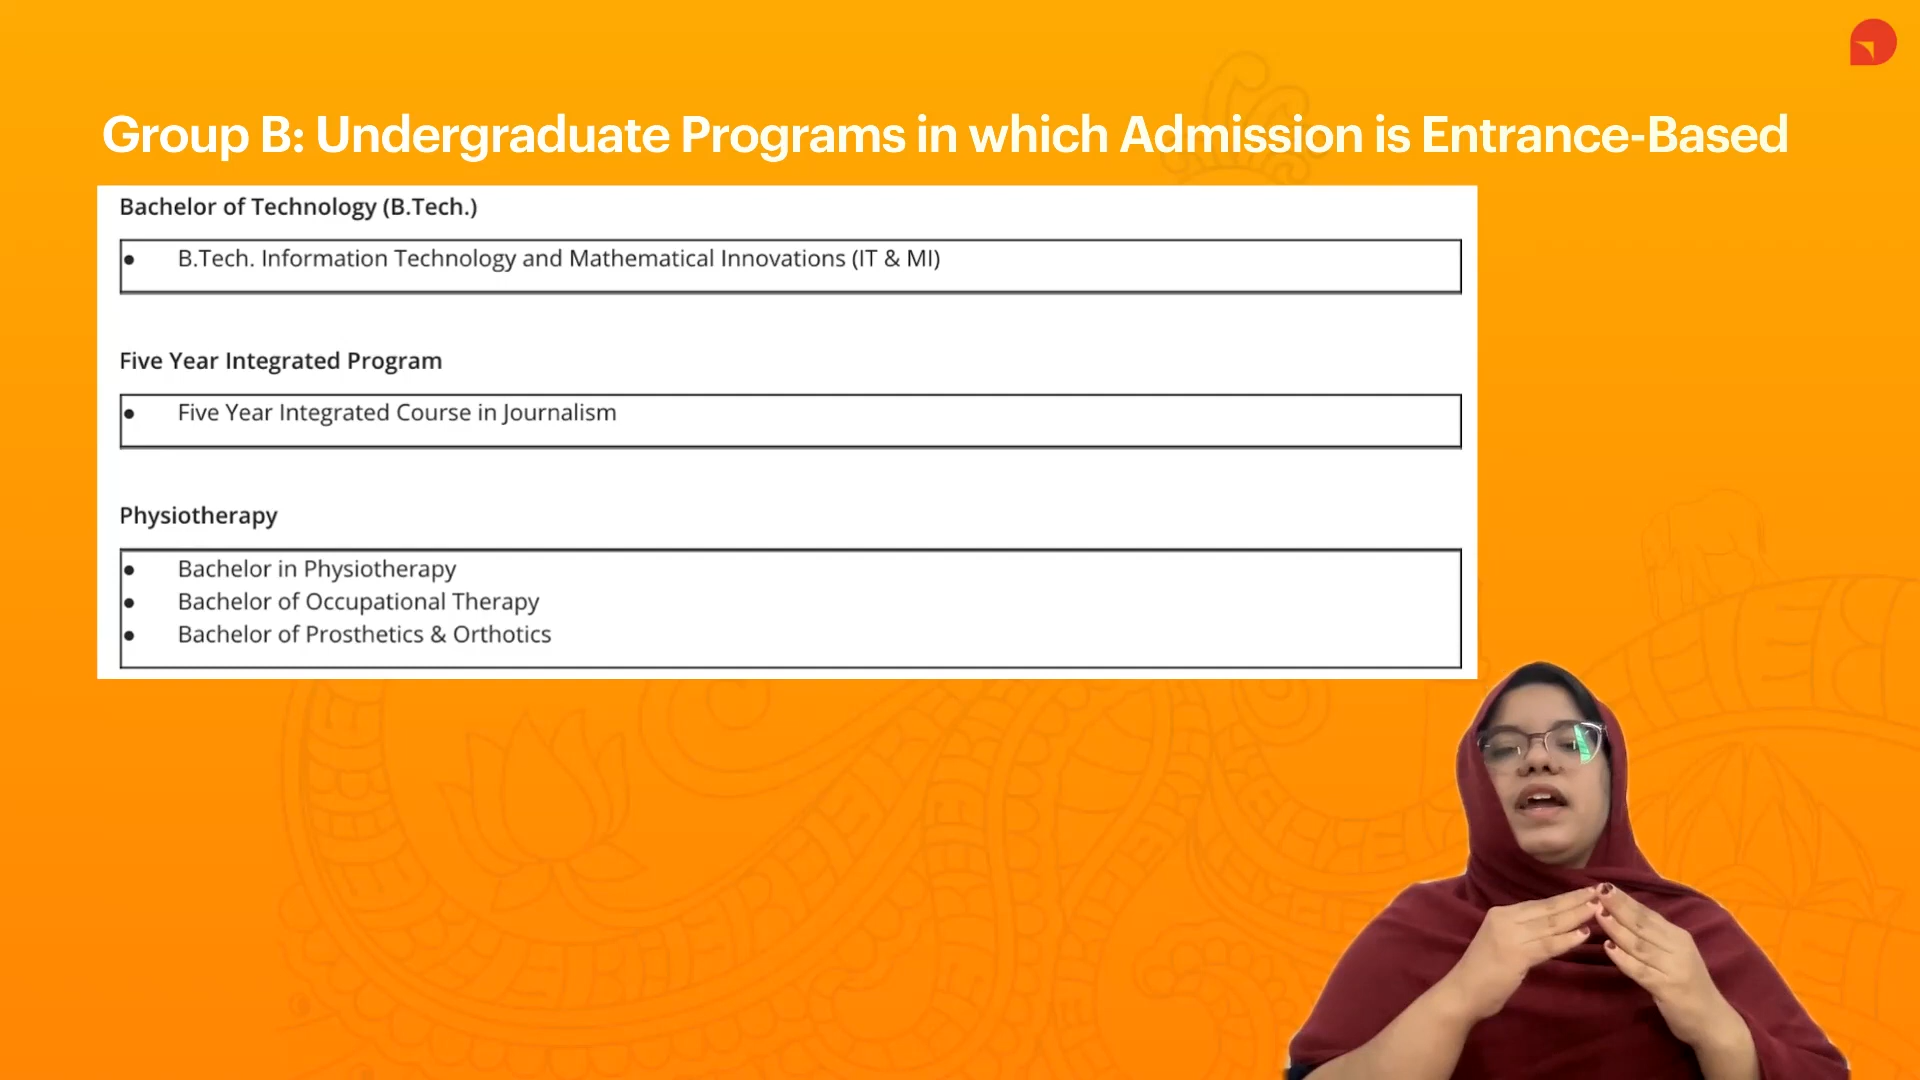 Group B: Undergraduate Programs in which Admission is Entrance-Based
Bachelor of Technology (B.Tech.)
● B.Tech. Information Technology and Mathematical Innovations (IT & MI)
Five Year Integrated Program
● Five Year Integrated Course in Journalism
Physiotherapy
● Bachelor in Physiotherapy
● Bachelor of Occupational Therapy
● Bachelor of Prosthetics & Orthotics